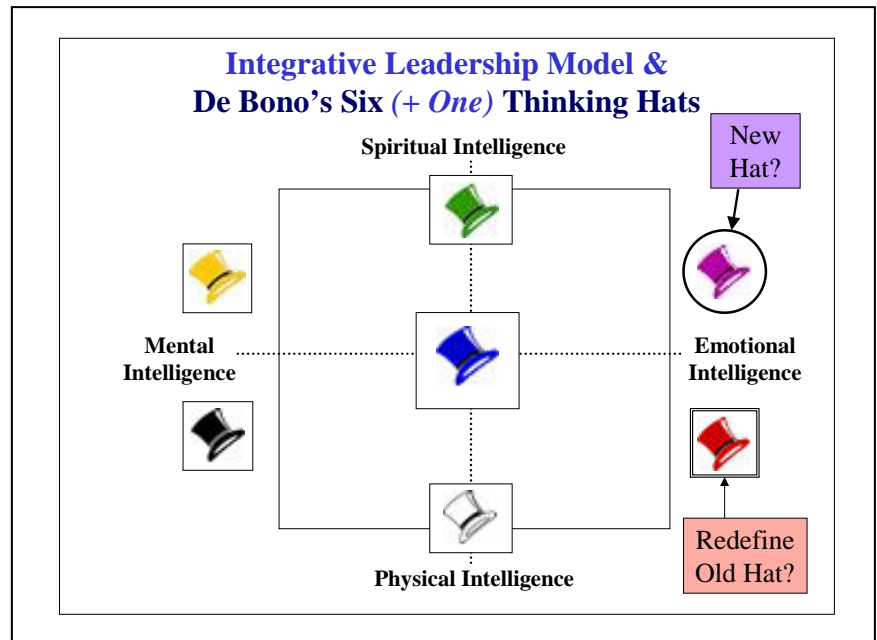 Integrative Leadership Model &
De Bono's Six (+ One) Thinking Hats
New
Hat?
Spiritual Intelligence
Mental
Intelligence
Emotional
Intelligence
Redefine
Old Hat?
Physical Intelligence